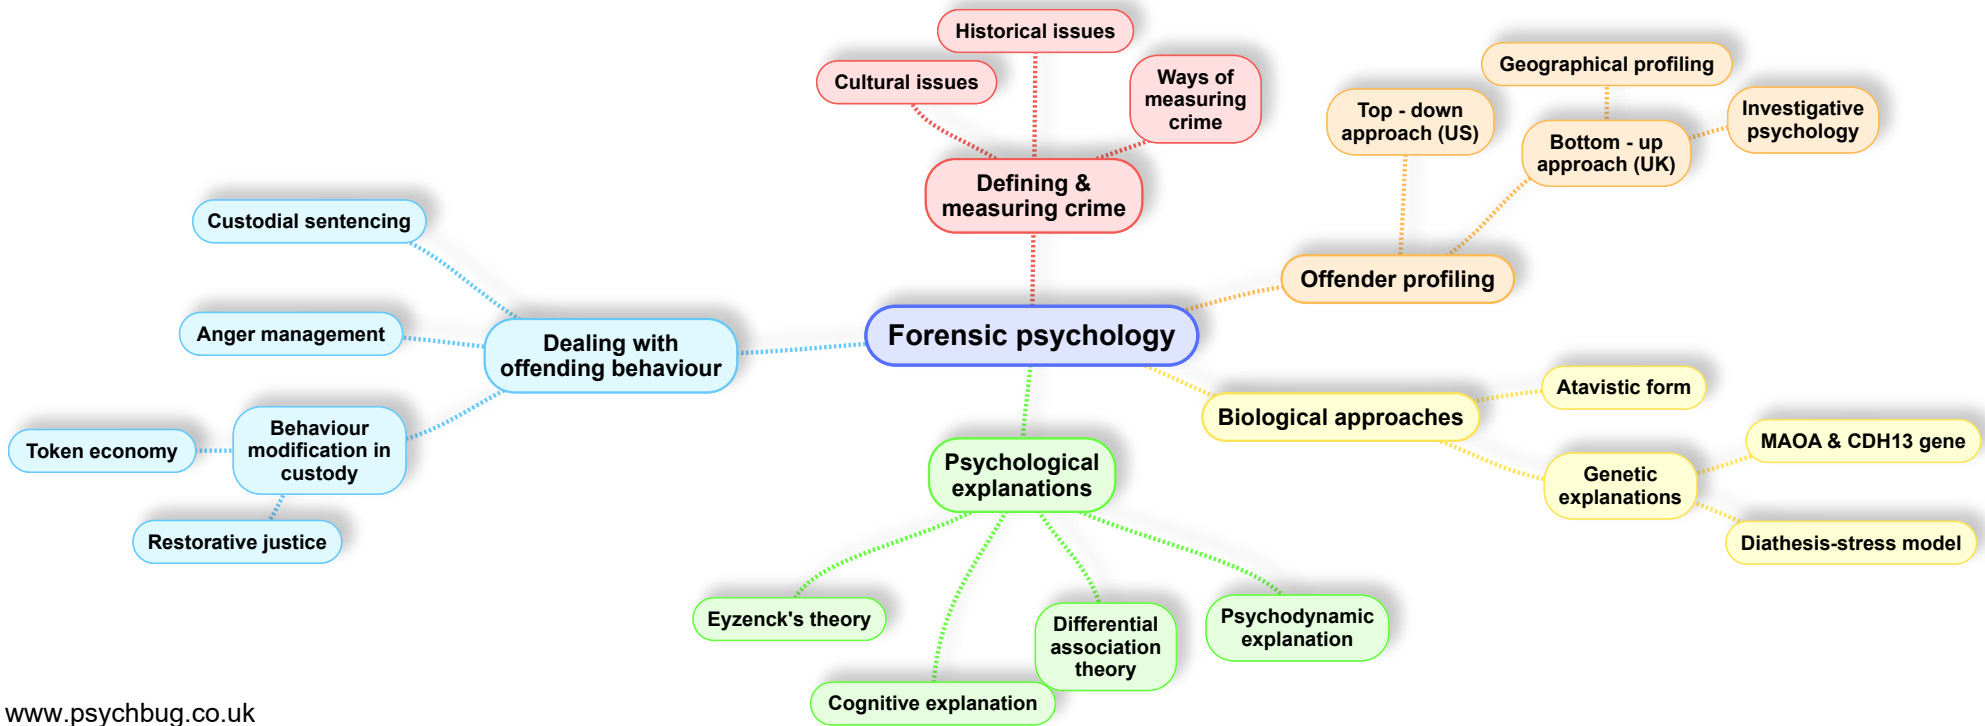 Historical issues
Cultural issues
Ways of
measuring
crime
Defining &
measuring crime
Geographical profiling
Top - down
approach (US)
Investigative
psychology
Bottom - up
approach (UK)
Offender profiling
Custodial sentencing
Anger management
Dealing with
offending behaviour
Behaviour
modification in
custody
Token economy
Restorative justice
Forensic psychology
Biological approaches
Atavistic form
MAOA & CDH13 gene
Genetic
explanations
Diathesis-stress model
Psychological
explanations
Eyzenck's theory
Cognitive explanation
Differential
association
theory
Psychodynamic
explanation
www.psychbug.co.uk